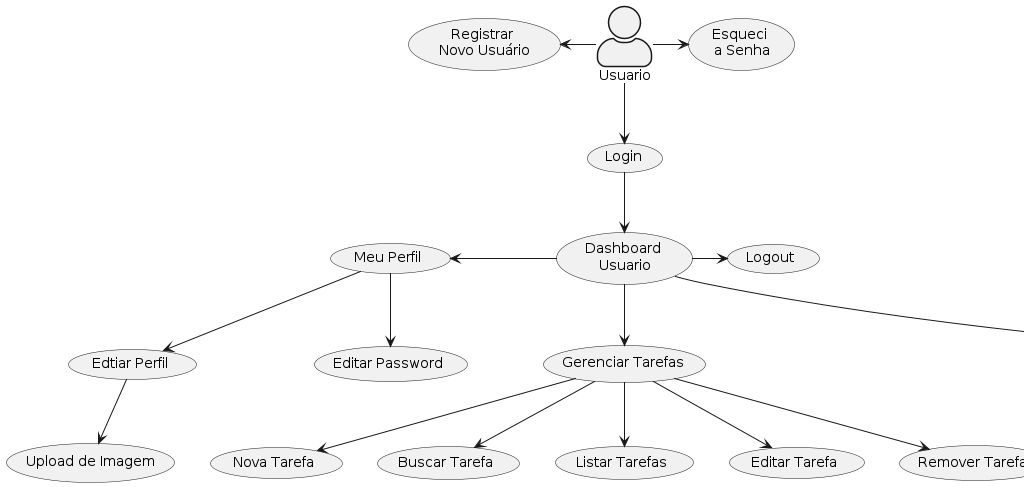 Registrar
Novo Usuário
Usuario
Esqueci
a Senha
Login
Meu Perfil
Dashboard
Usuario
Logout
Edtiar Perfil
Editar Password
Gerenciar Tarefas
Upload de Imagem
Nova Tarefa
Buscar Tarefa
Listar Tarefas
Editar Tarefa
Remover Tarefa